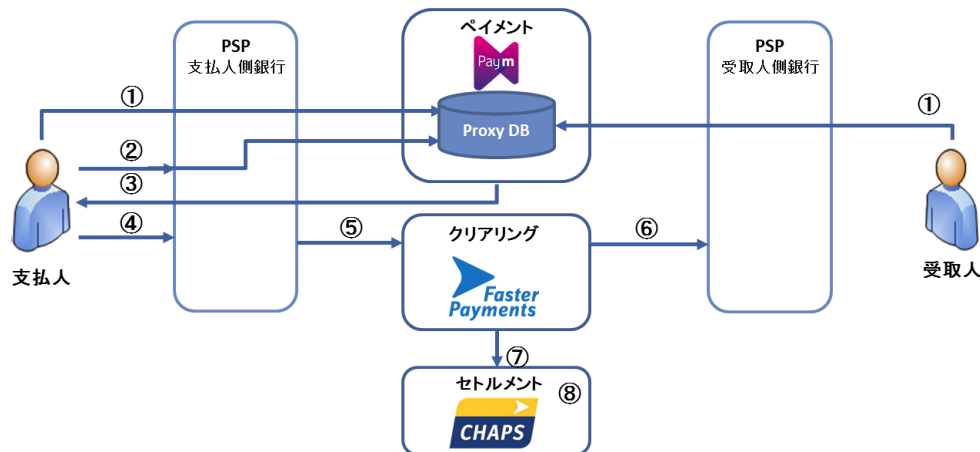 PSP
支払人側銀行
ペイメント
Paym
Proxy DB
PSP
受取人側銀行
①
①
②
③
④
⑤
⑥
支払人
受取人
クリアリング
Faster
Payments
⑦
セトルメント
⑧
CHAPS